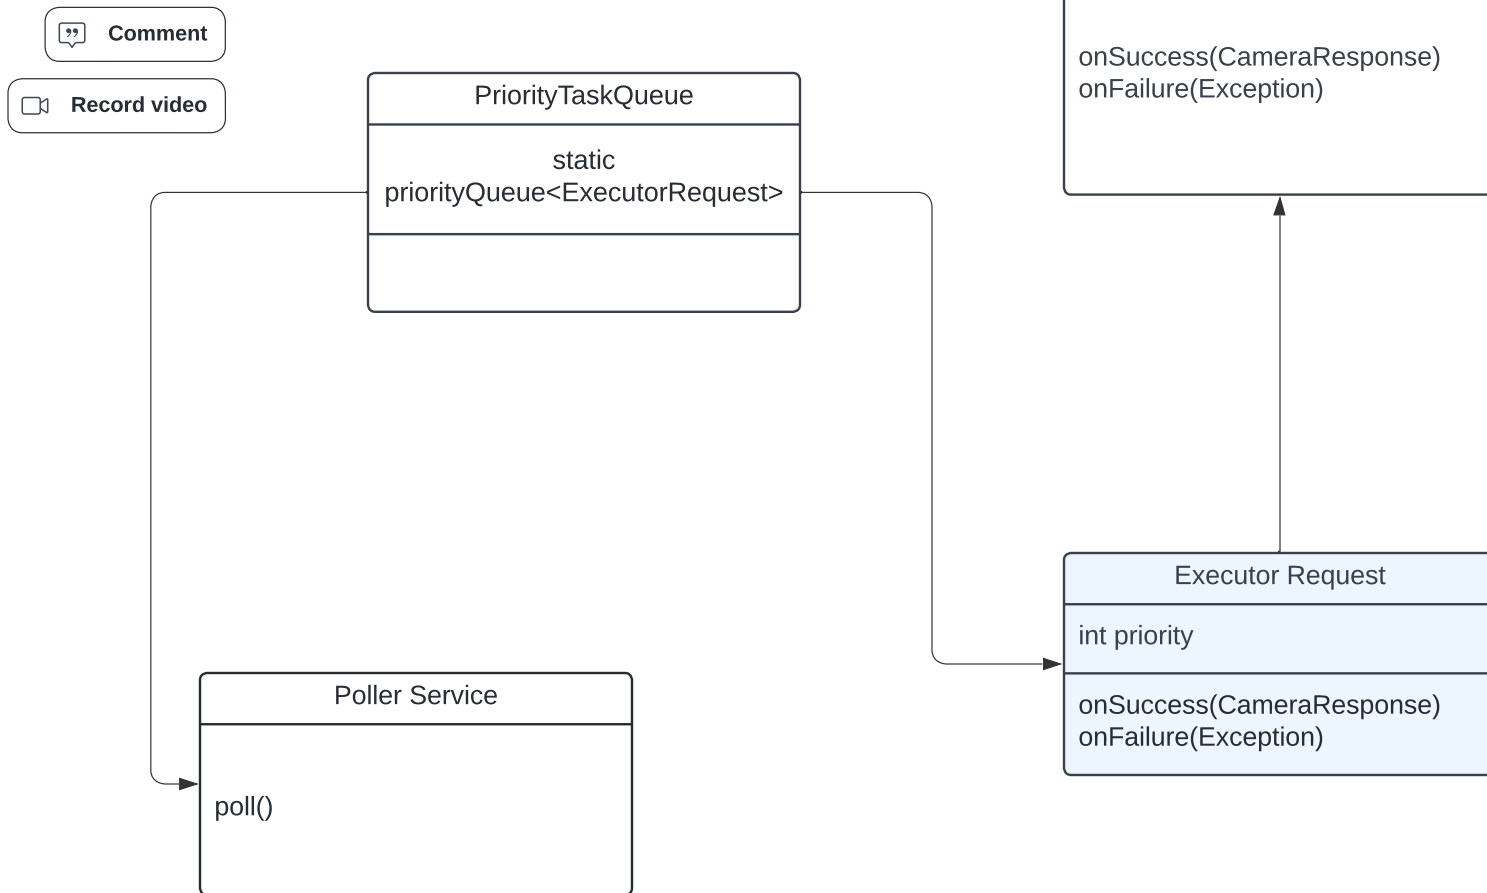 Comment
Record video
PriorityTaskQueue
static
priorityQueue<ExecutorRequest>
onSuccess(CameraResponse)
onFailure(Exception)
Executor Request
int priority
onSuccess(CameraResponse)
onFailure(Exception)
Poller Service
poll()